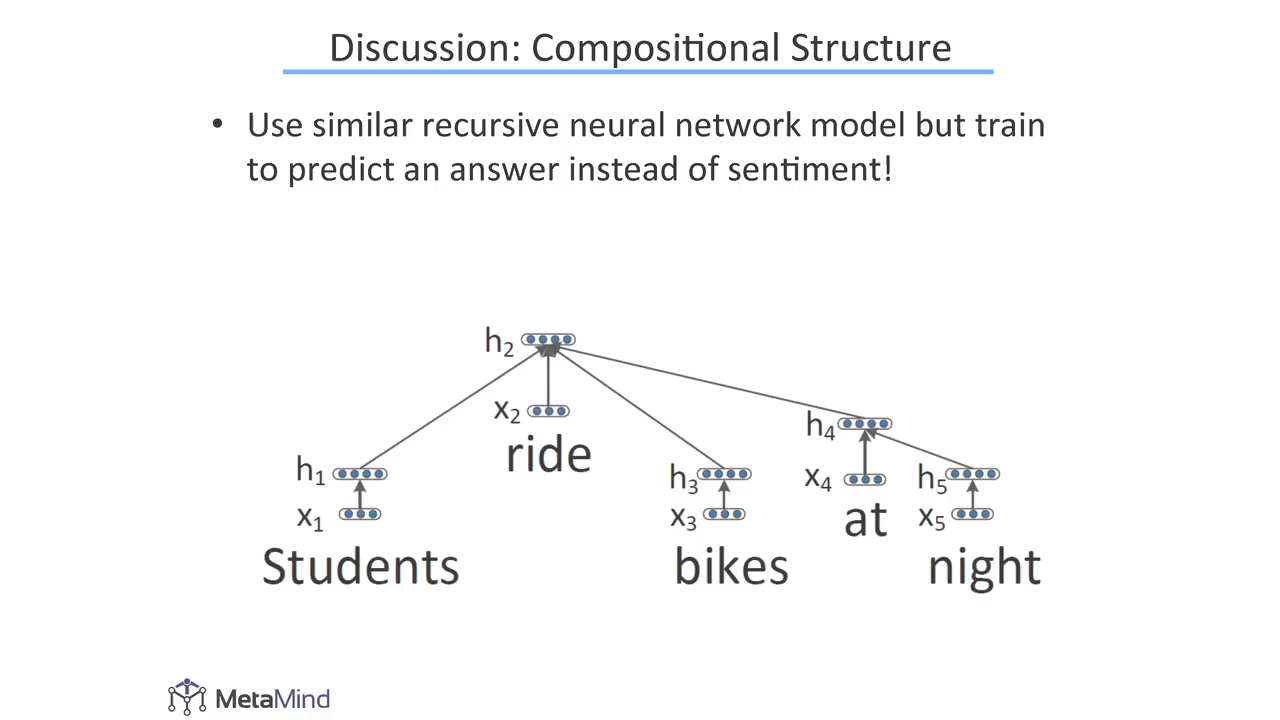 Discussion: Compositional Structure
• Use similar recursive neural network model but train
to predict an answer instead of sentiment!
h2
x2
ride
h4
x4
at
h1
x1
Students
h3
x3
bikes
h5
x5
night
MetaMind